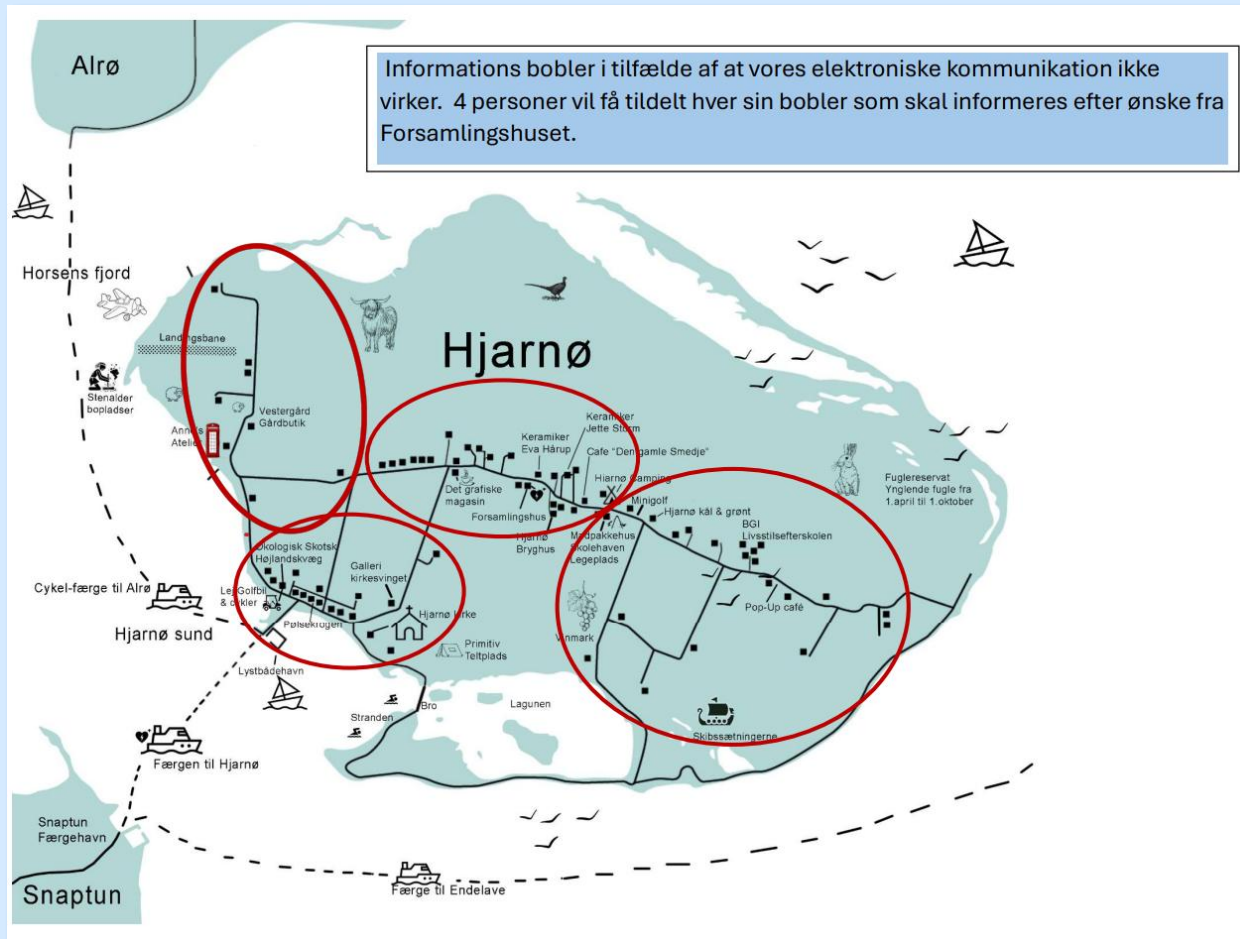 Alrø
Informations bobler i tilfælde af at vores elektroniske kommunikation ikke
virker. 4 personer vil få tildelt hver sin bobler som skal informeres efter ønske fra
Forsamlingshuset.
Horsens fjord
Landingsbane
Stenalder
bopladser
Hjarnø
Vestergård
Gårdbutik
Anne's
Atelier
Keramiker
Jette Sturm
Keramiker
Eva Hårup
Cafe "Den gamle Smedje"
Hjarnø Camping
Minigolf
Det grafiske
magasin
Forsamlingshus
Hjarnø kål & grønt
Hjarnø
Bryghus
Madpakkehus
Skolehaven
Legeplads
BGI
Livsstilsefterskolen
Fuglereservat
Ynglende fugle fra
1.april til 1.oktober
Økologisk Skotsk
Højlandskvæg
Galleri
kirkesvinget
Cykel-færge til Alrø
Lej Golfbil
& cykler
Pølsekrogen
Hjarnø kirke
Pop-Up café
Hjarnø sund
Primitiv
Teltplads
Vinmark
Lystbådehavn
Bro
Lagunen
Stranden
Skibssætningerne
Færgen til Hjarnø
Snaptun
Færgehavn
Snaptun
Færge til Endelave